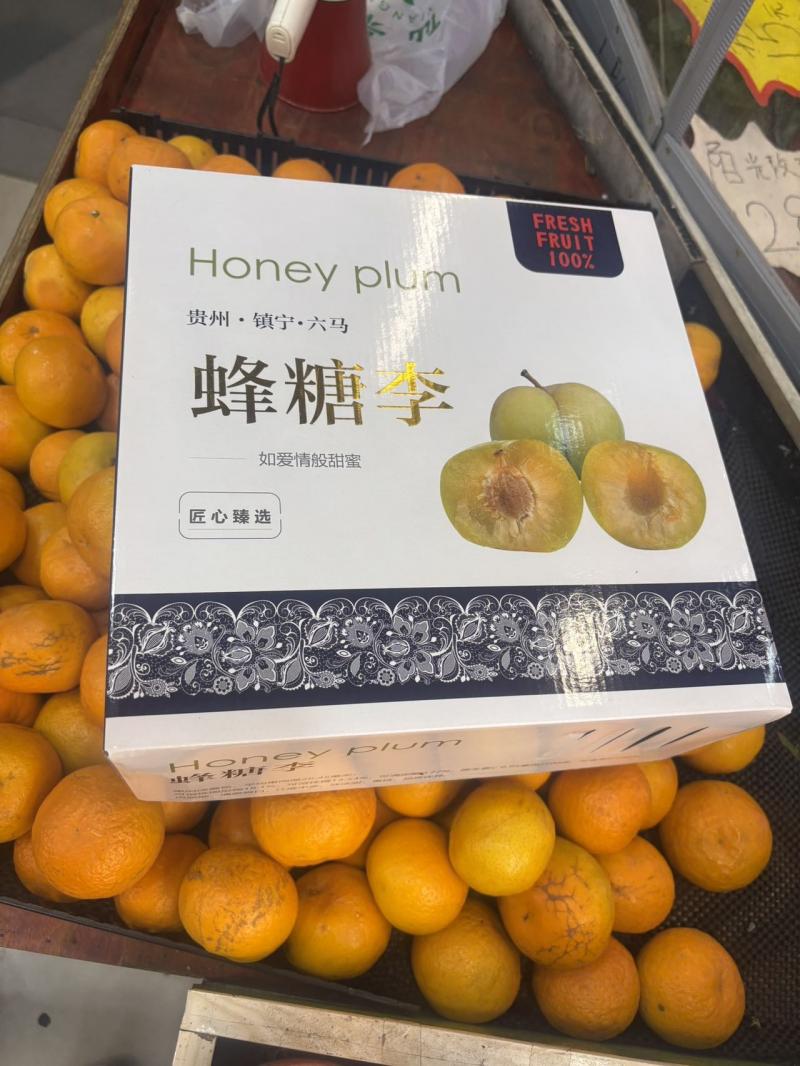 FRESH
FRUIT
100%
Honey plum
贵州·镇宁·六马
蜂糖李
如爱情般甜蜜
匠心臻选
Honey plum
蜂糖李